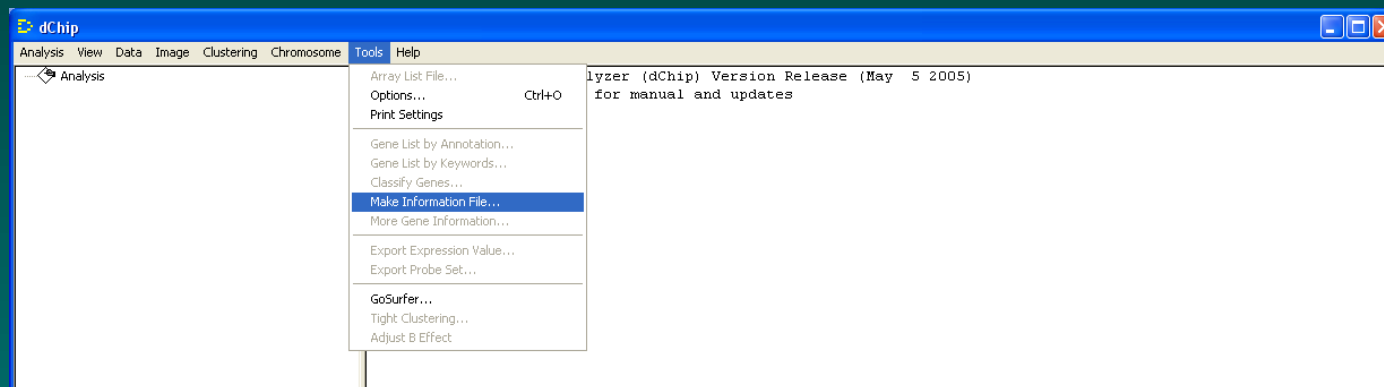 dChip
Analysis View Data Image Clustering Chromosome Tools Help
Analysis
lyzer (dChip) Version Release (May  5 2005)
for manual and updates
Array List File...
Options... Ctrl+O
Print Settings
Gene List by Annotation...
Gene List by Keywords...
Classify Genes...
Make Information File...
More Gene Information...
Export Expression Value...
Export Probe Set...
GoSurfer...
Tight Clustering...
Adjust B Effect